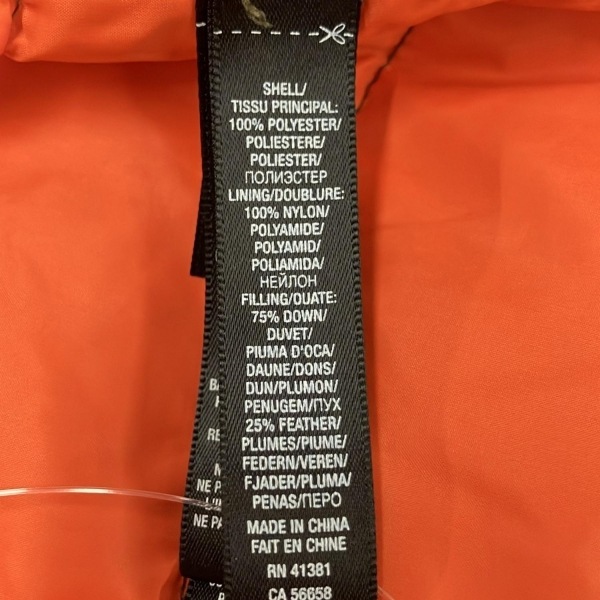 SHELL/
TISSU PRINCIPAL:
100% POLYESTER/
POLIESTERE/
POLIESTER/
ПОЛИЭСТЕР
LINING/DOUBLURE:
100% NYLON/
POLYAMIDE/
POLYAMID/
POLIAMIDA/
НЕЙЛОН
FILLING/OUATE:
75% DOWN/
DUVET/
PIUMA D'OCA/
DAUNE/DONS/
DUN/PLUMON/
PENUGEM/ПУХ
25% FEATHER/
PLUMES/PIUME/
FEDERN/VEREN/
FJADER/PLUMA/
PENAS/ПЕРО
MADE IN CHINA
FAIT EN CHINE
RN 41381
CA 56658
NE PA